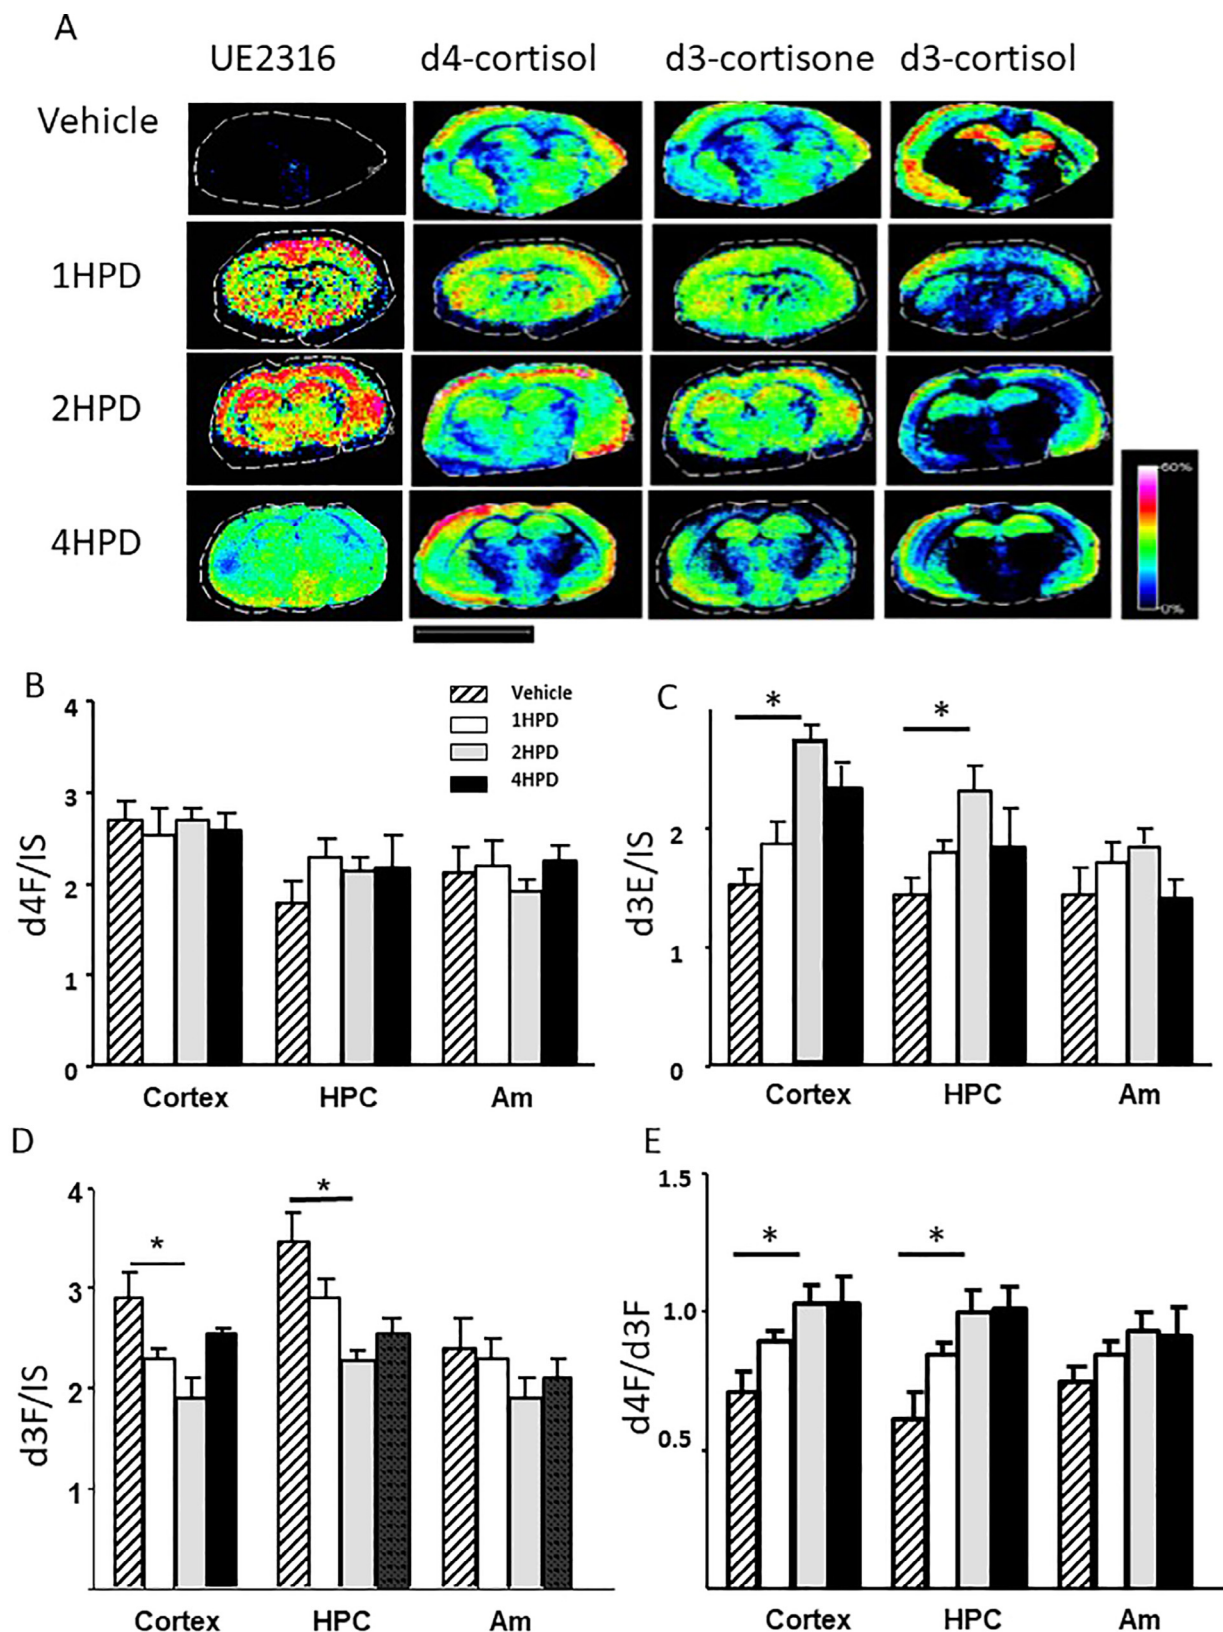 A
UE2316 d4-cortisol d3-cortisone d3-cortisol
Vehicle
1HPD
2HPD
4HPD
60%
0%
B
d4F/IS
4
3
2
1
0
Vehicle
1HPD
2HPD
4HPD
Cortex HPC Am
C
d3E/IS
2
1
0
* *
Cortex HPC Am
D
d3F/IS
4
3
2
1
* *
Cortex HPC Am
E
d4F/d3F
1.5
1.0
0.5
* *
Cortex HPC Am